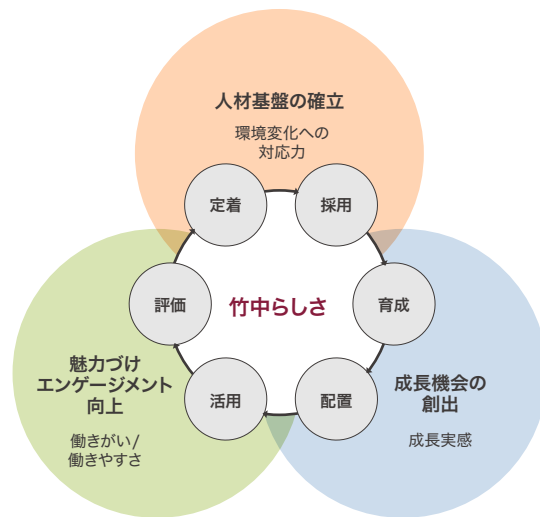 人材基盤の確立
環境変化への
対応力
定着
採用
評価
竹中らしさ
育成
魅力づけ
エンゲージメント
向上
働きがい/
働きやすさ
活用
配置
成長機会の
創出
成長実感